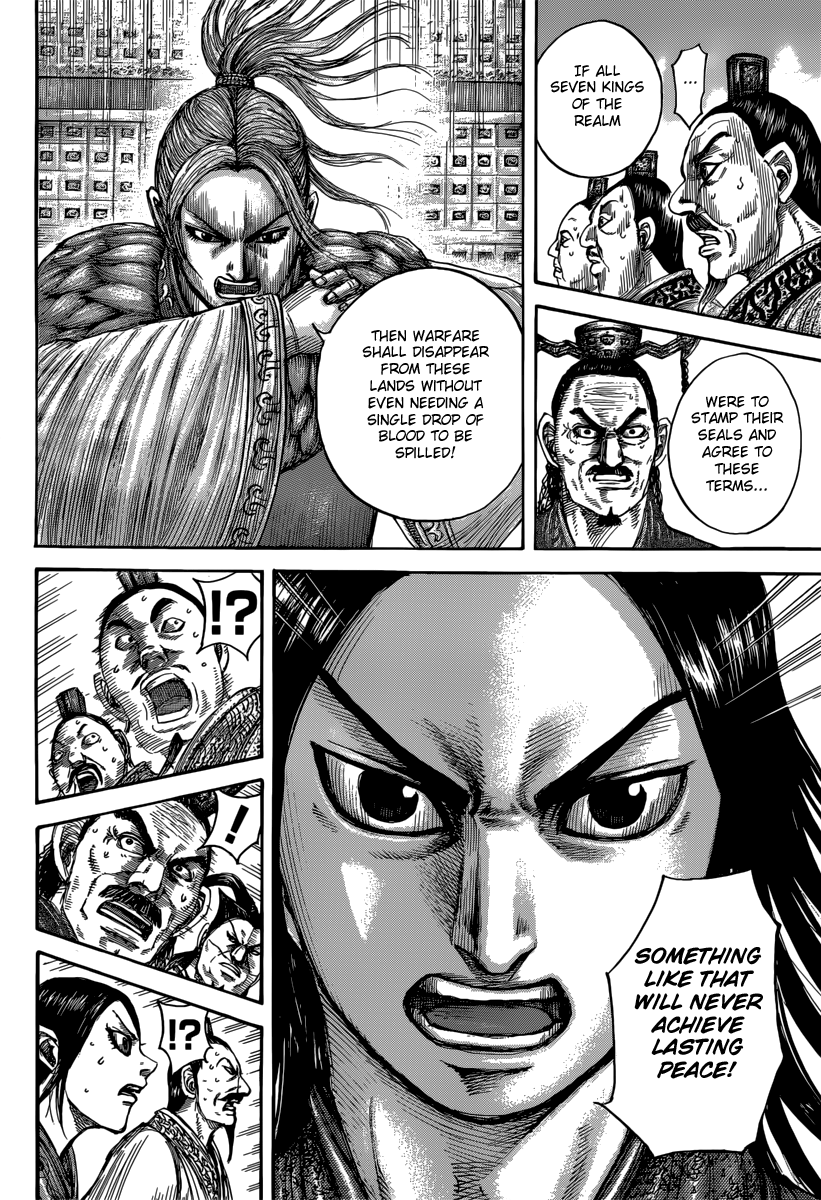 ...
IF ALL
SEVEN KINGS
OF THE
REALM
WERE TO
STAMP THEIR
SEALS AND
AGREE TO
THESE
TERMS...
THEN WARFARE
SHALL DISAPPEAR
FROM THESE
LANDS WITHOUT
EVEN NEEDING A
SINGLE DROP OF
BLOOD TO BE
SPILLED!
SOMETHING
LIKE THAT
WILL NEVER
ACHIEVE
LASTING
PEACE!
!?
!
!?